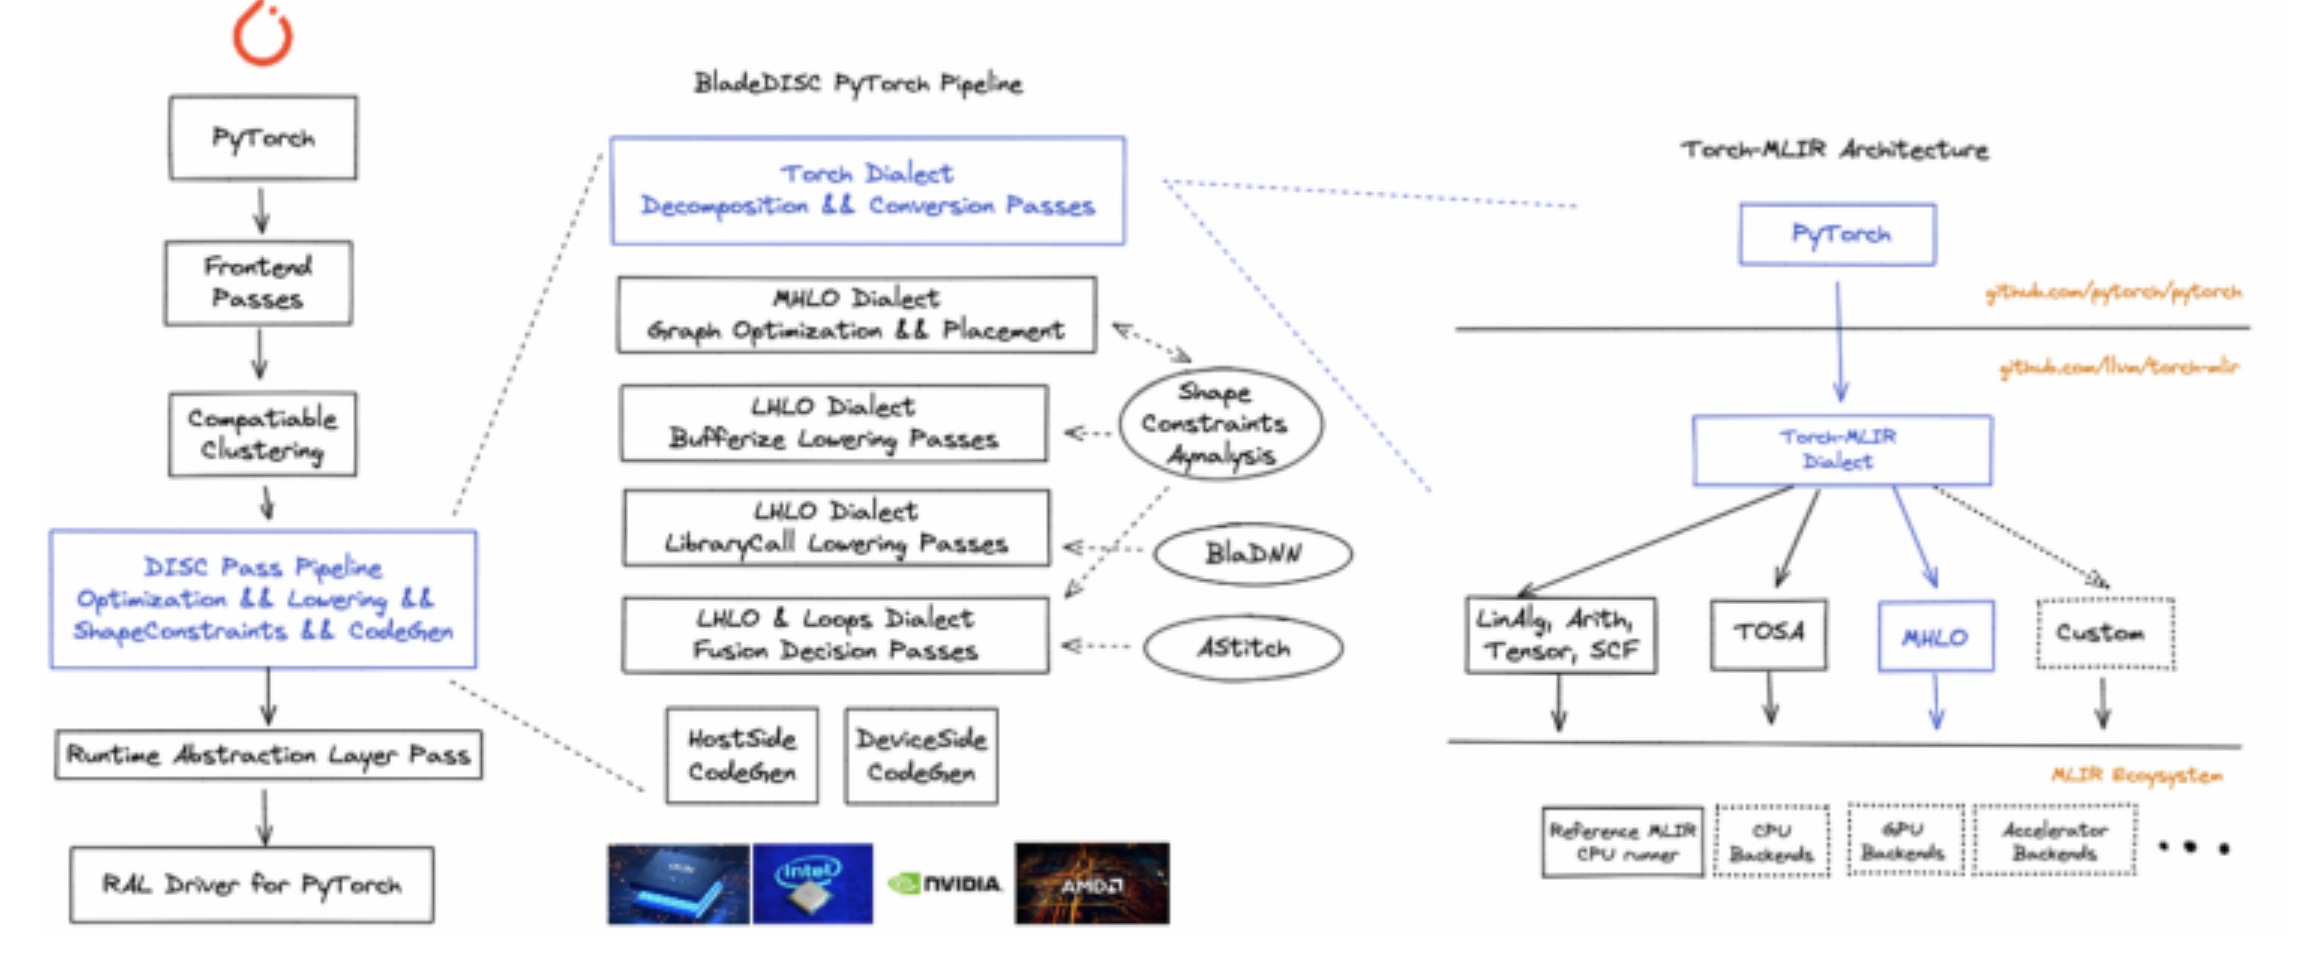 PyTorch
Frontend
Passes
Compatiable
Clustering
DISC Pass Pipeline
Optimization && Lowering &&
ShapeConstraints && CodeGen
Runtime Abstraction Layer Pass
RAL Driver for PyTorch
BladeDISC PyTorch Pipeline
Torch Dialect
Decomposition && Conversion Passes
MHLO Dialect
Graph Optimization && Placement
LHLO Dialect
Bufferize Lowering Passes
LHLO Dialect
LibraryCall Lowering Passes
LHLO & Loops Dialect
Fusion Decision Passes
Shape
Constraints
Aynalysis
BlaDNN
AStitch
HostSide
CodeGen
DeviceSide
CodeGen
intel
NVIDIA
AMD
Torch-MLIR Architecture
PyTorch
github.com/pytorch/pytorch
github.com/llvm/torch-mlir
Torch-MLIR
Dialect
LinAlg, Arith,
Tensor, SCF
TOSA
MHLO
Custom
MLIR Ecoysystem
Reference MLIR
CPU runner
CPU
Backends
GPU
Backends
Accelerator
Backends